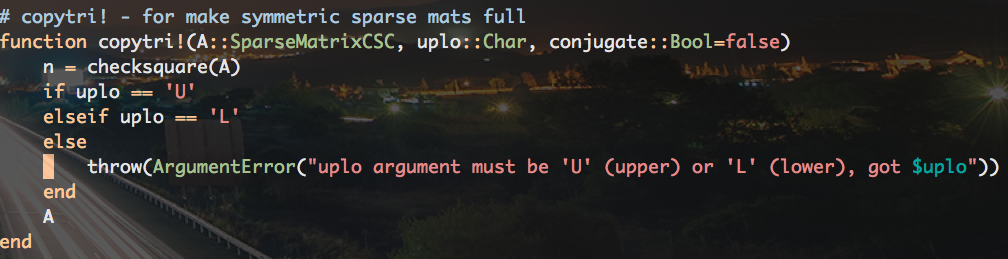 # copytri! - for make symmetric sparse mats full
function copytri!(A::SparseMatrixCSC, uplo::Char, conjugate::Bool=false)
    n = checksquare(A)
    if uplo == 'U'
    elseif uplo == 'L'
    else
        throw(ArgumentError("uplo argument must be 'U' (upper) or 'L' (lower), got $uplo"))
    end
    A
end